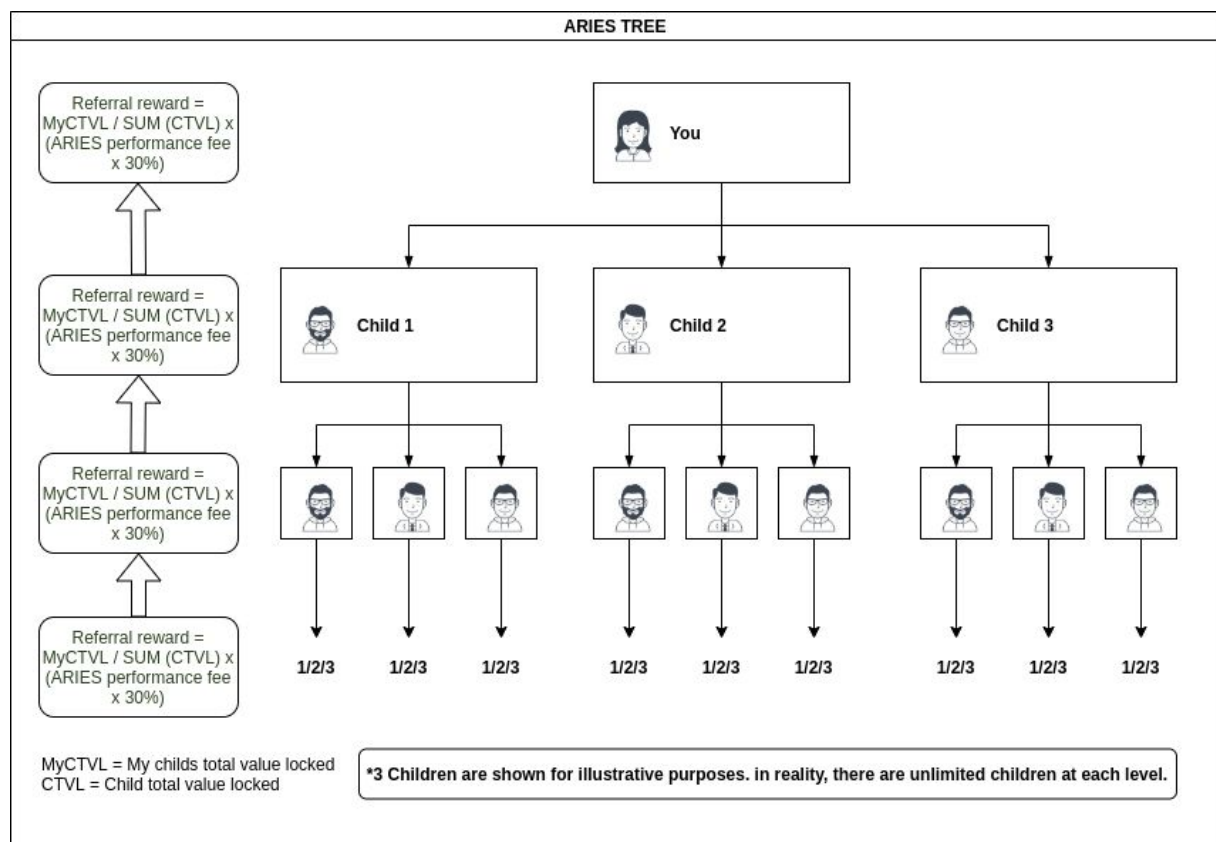 ARIES TREE
Referral reward =
MyCTVL / SUM (CTVL) x
(ARIES performance fee
x 30%)
You
Referral reward =
MyCTVL / SUM (CTVL) x
(ARIES performance fee
x 30%)
Child 1
Child 2
Child 3
Referral reward =
MyCTVL / SUM (CTVL) x
(ARIES performance fee
x 30%)
Referral reward =
MyCTVL / SUM (CTVL) x
(ARIES performance fee
x 30%)
1/2/3
1/2/3
1/2/3
1/2/3
1/2/3
1/2/3
1/2/3
1/2/3
1/2/3
MyCTVL = My childs total value locked
CTVL = Child total value locked
*3 Children are shown for illustrative purposes. in reality, there are unlimited children at each level.